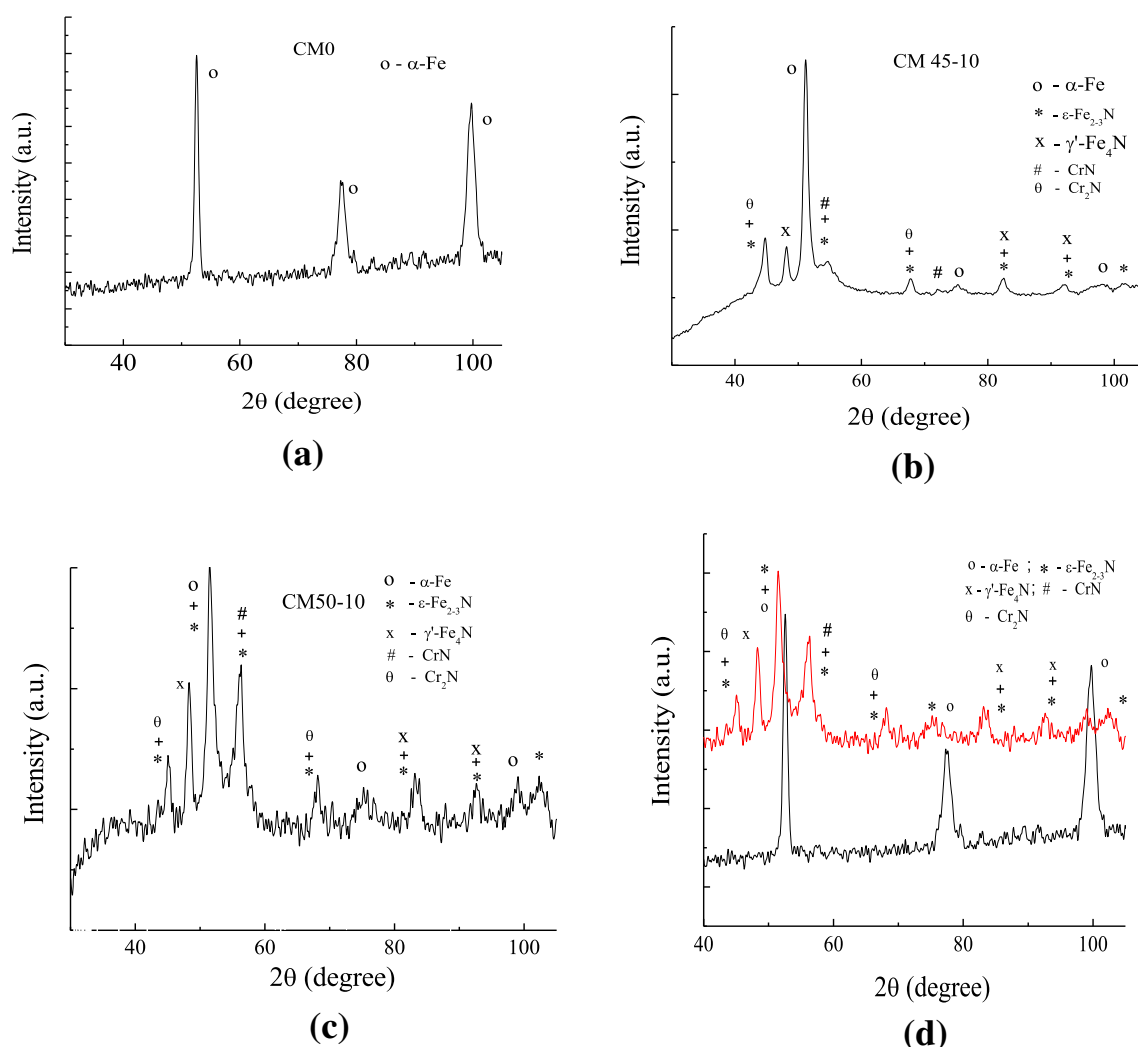 CM0
o - α-Fe
o
o
o
Intensity (a.u.)
40
60
80
100
2θ (degree)
(a)
CM 45-10
o - α-Fe
* - ε-Fe₂₋₃N
x - γ'-Fe₄N
# - CrN
θ - Cr₂N
o
θ
+
*
x
#
+
*
θ
+
*
#
o
x
+
*
x
+
*
o
*
Intensity (a.u.)
40
60
80
100
2θ (degree)
(b)
CM50-10
o - α-Fe
* - ε-Fe₂₋₃N
x - γ'-Fe₄N
# - CrN
θ - Cr₂N
θ
+
*
x
o
+
*
#
+
*
θ
+
*
o
x
+
*
x
+
*
o
*
Intensity (a.u.)
40
60
80
100
2θ (degree)
(c)
o - α-Fe ; * - ε-Fe₂₋₃N
x - γ'-Fe₄N; # - CrN
θ - Cr₂N
θ
+
*
x
*
+
o
#
+
*
θ
+
*
*
o
x
+
*
x
+
*
o
*
Intensity (a.u.)
40
60
80
100
2θ (degree)
(d)